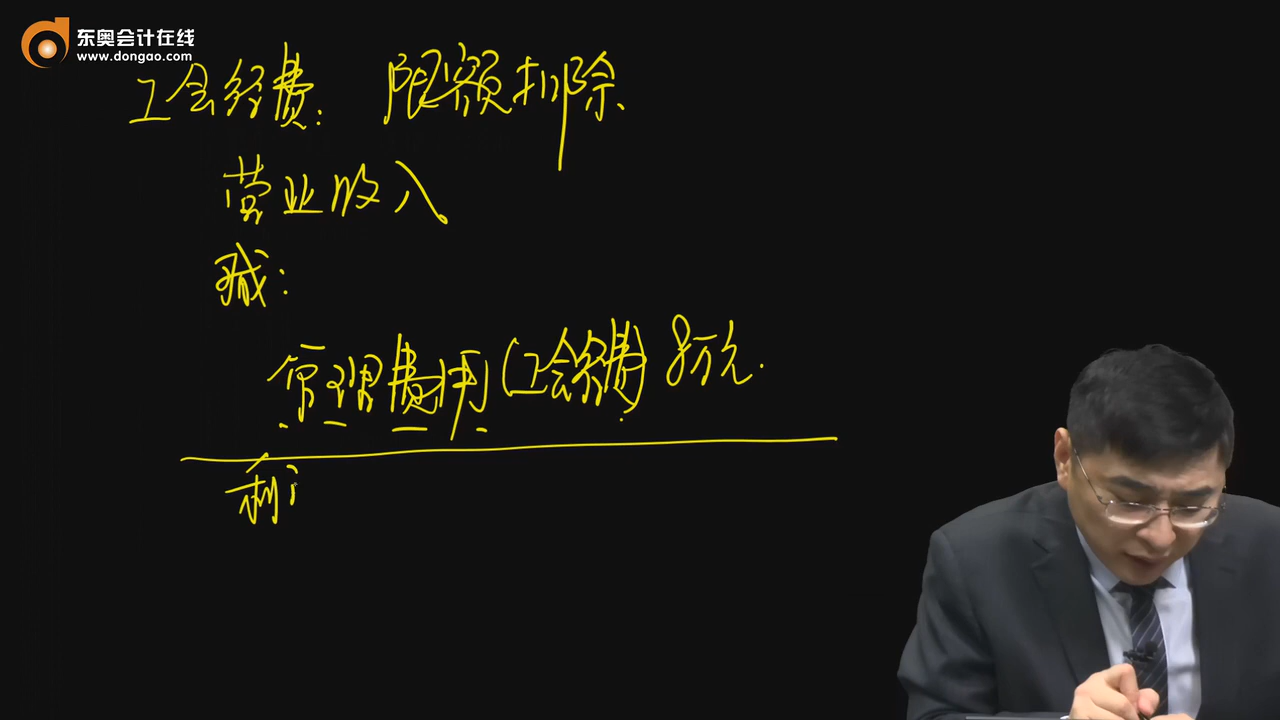 东奥会计在线
www.dongao.com
工会经费: 限额扣除
营业收入
减:
管理费用(工会经费) 8万元.
利